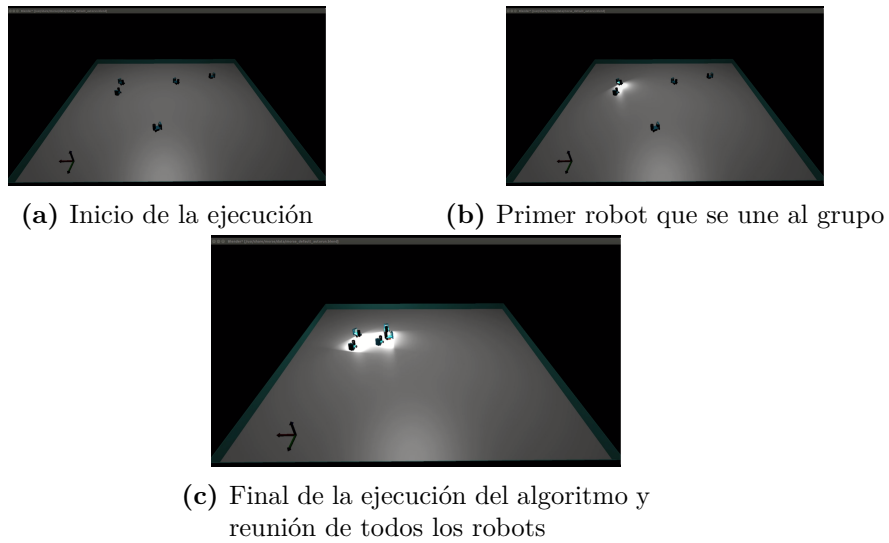 (a) Inicio de la ejecución
(b) Primer robot que se une al grupo
(c) Final de la ejecución del algoritmo y
reunión de todos los robots